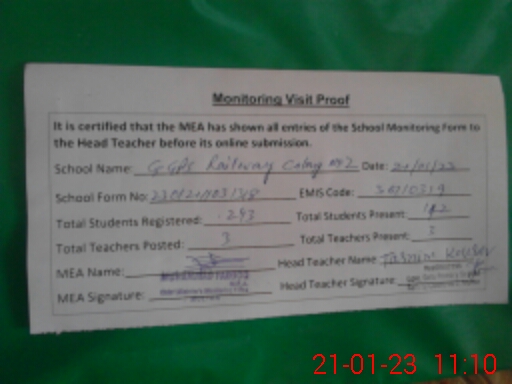 Monitoring Visit Proof
It is certified that the MEA has shown all entries of the School Monitoring Form to
the Head Teacher before its online submission.
School Name: GGPS Railway Colony No 2 Date: 21/01/23
School Form No: EMIS Code:
Total Students Registered: 293 Total Students Present:
Total Teachers Posted: 3 Total Teachers Present: 3
MEA Name: Head Teacher Name
MEA Signature: Head Teacher Signature
21-01-23 11:10